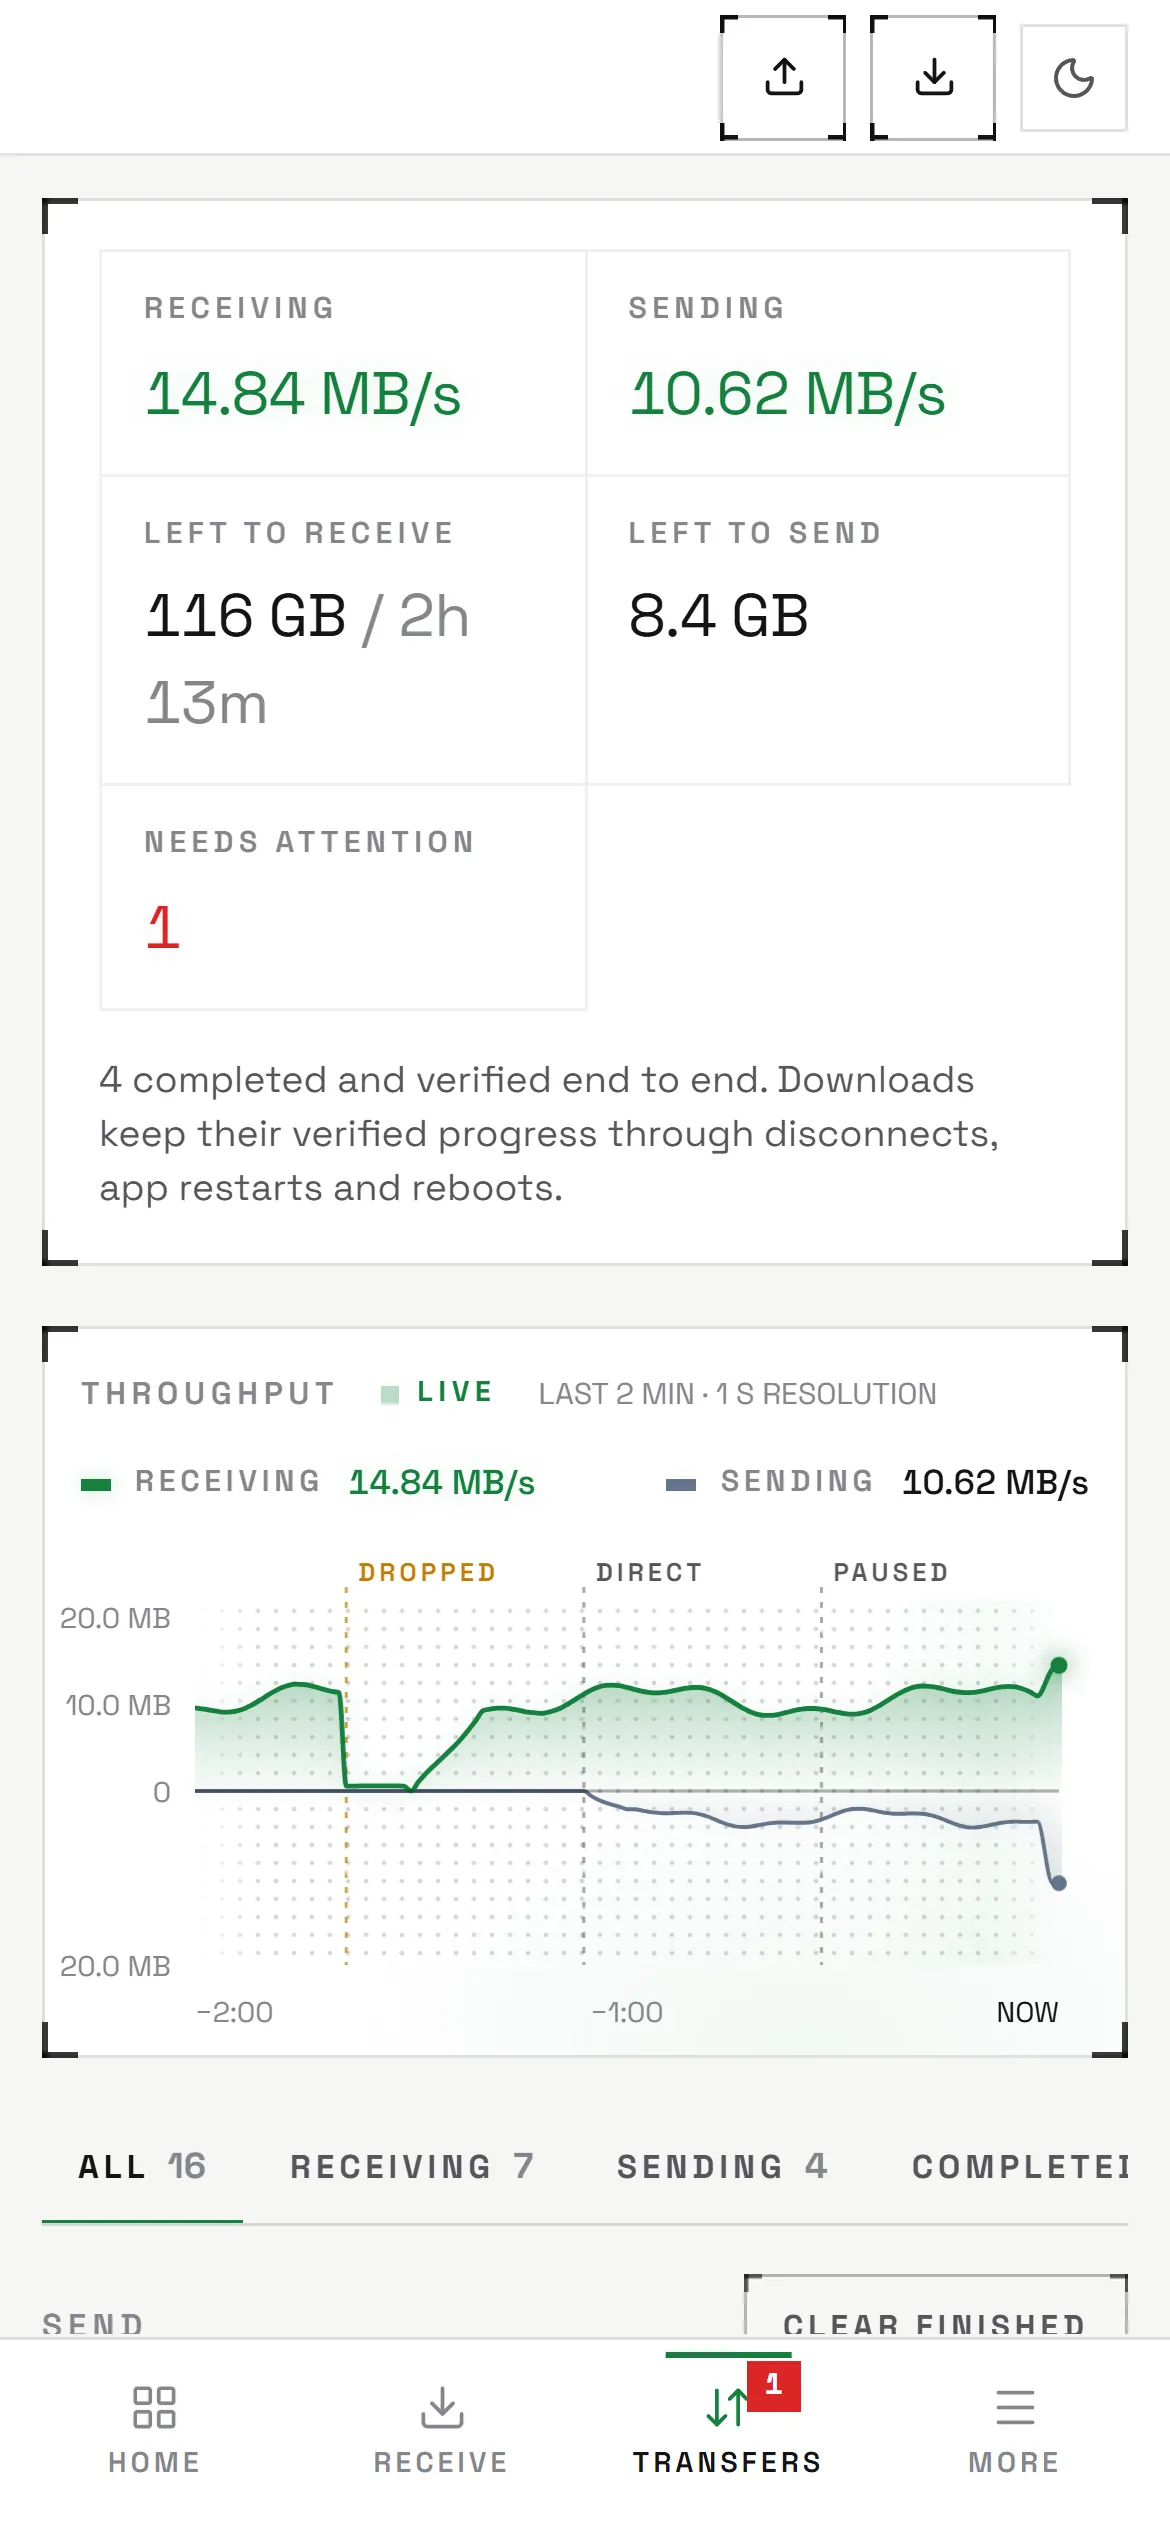 RECEIVING
14.84 MB/s
SENDING
10.62 MB/s
LEFT TO RECEIVE
116 GB / 2h
13m
LEFT TO SEND
8.4 GB
NEEDS ATTENTION
1
4 completed and verified end to end. Downloads
keep their verified progress through disconnects,
app restarts and reboots.
THROUGHPUT LIVE LAST 2 MIN · 1 S RESOLUTION
RECEIVING 14.84 MB/s SENDING 10.62 MB/s
DROPPED DIRECT PAUSED
20.0 MB
10.0 MB
0
20.0 MB
−2:00 −1:00 NOW
ALL 16 RECEIVING 7 SENDING 4 COMPLETED
SEND CLEAR FINISHED
1
HOME RECEIVE TRANSFERS MORE